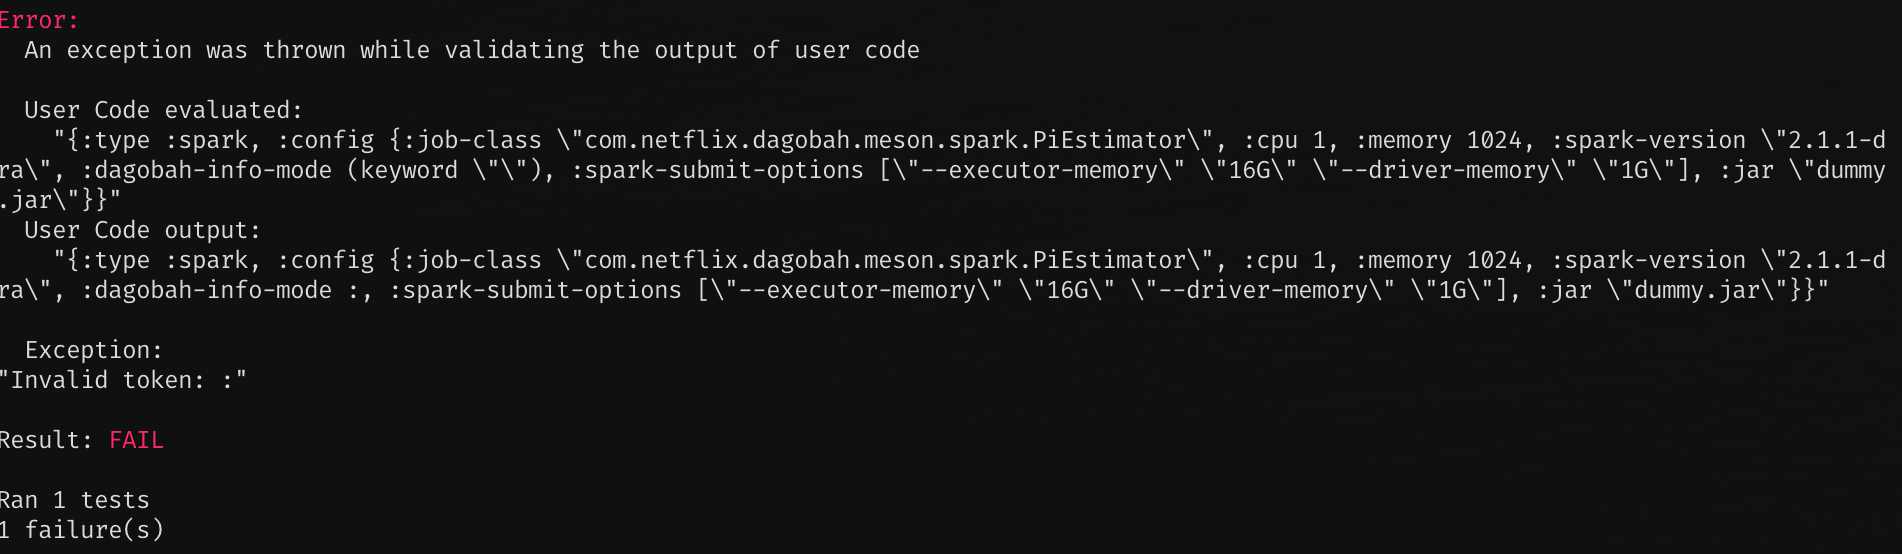 Error:
An exception was thrown while validating the output of user code
User Code evaluated:
"{:type :spark, :config {:job-class \"com.netflix.dagobah.meson.spark.PiEstimator\", :cpu 1, :memory 1024, :spark-version \"2.1.1-d
ra\", :dagobah-info-mode (keyword \"\"), :spark-submit-options [\"--executor-memory\" \"16G\" \"--driver-memory\" \"1G\"], :jar \"dummy
.jar\"}}"
User Code output:
"{:type :spark, :config {:job-class \"com.netflix.dagobah.meson.spark.PiEstimator\", :cpu 1, :memory 1024, :spark-version \"2.1.1-d
ra\", :dagobah-info-mode :, :spark-submit-options [\"--executor-memory\" \"16G\" \"--driver-memory\" \"1G\"], :jar \"dummy.jar\"}}"
Exception:
"Invalid token: :"
Result: FAIL
Ran 1 tests
1 failure(s)